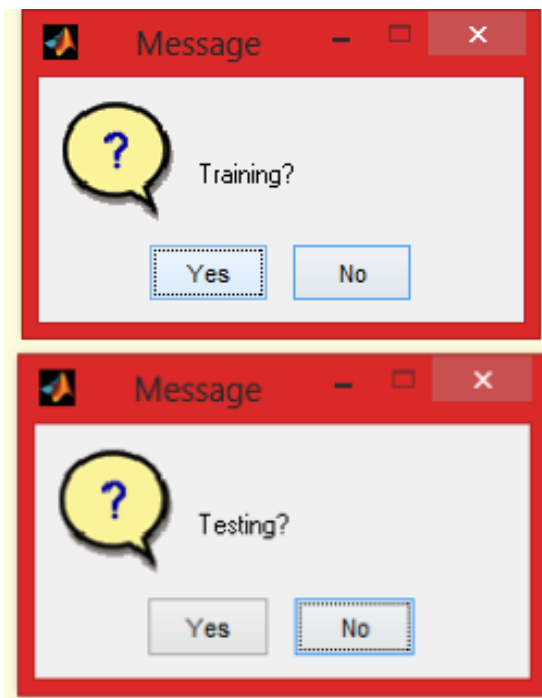 Message
?
Training?
Yes No
Message
?
Testing?
Yes No